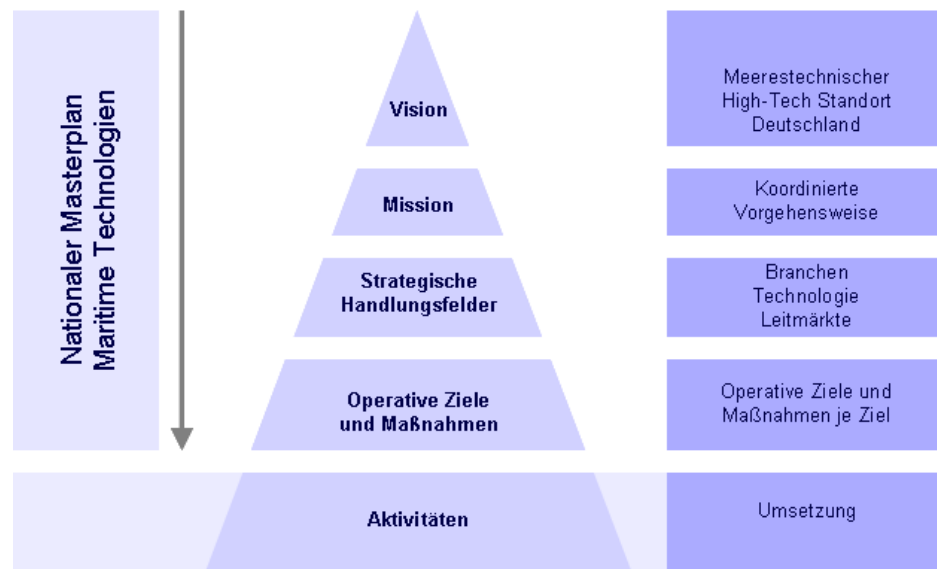 Nationaler Masterplan
Maritime Technologien
Vision
Meerestechnischer
High-Tech Standort
Deutschland
Mission
Koordinierte
Vorgehensweise
Strategische
Handlungsfelder
Branchen
Technologie
Leitmärkte
Operative Ziele
und Maßnahmen
Operative Ziele und
Maßnahmen je Ziel
Aktivitäten
Umsetzung